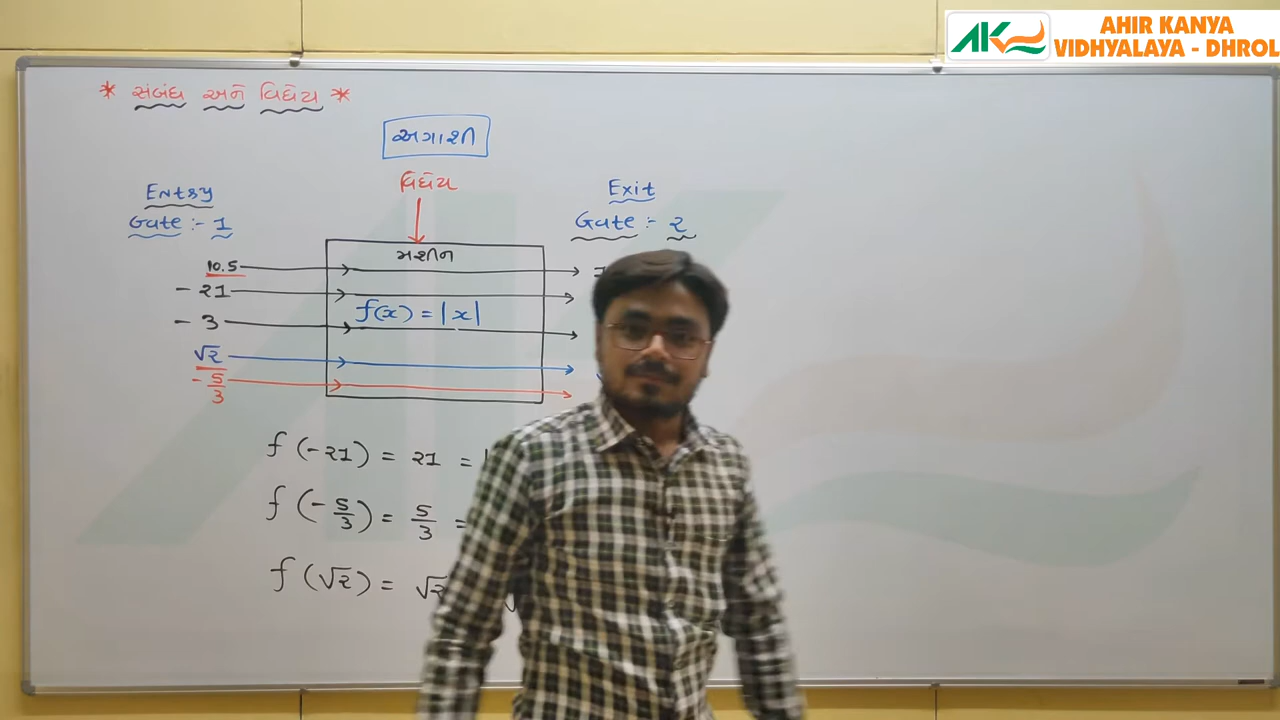 AHIR KANYA
VIDHYALAYA - DHROL
* સંબંધ અને વિધેય *
અગાશી
વિધેય
Entry
Gate :- 1
Exit
Gate :- 2
મશીન
10.5
- 21
f(x) = |x|
- 3
√2
- 5/3
f (-21) = 21 =
f (- 5/3) = 5/3 =
f (√2) = √2